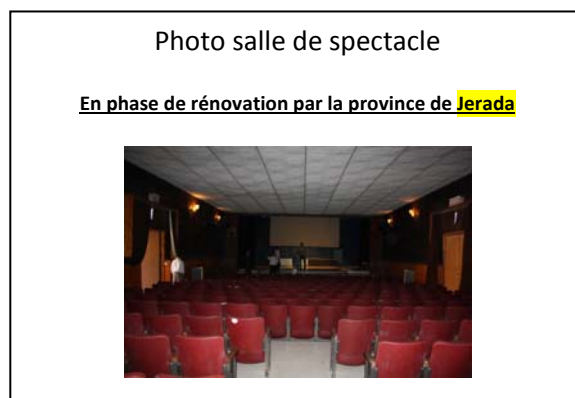 Photo salle de spectacle
En phase de rénovation par la province de Jerada